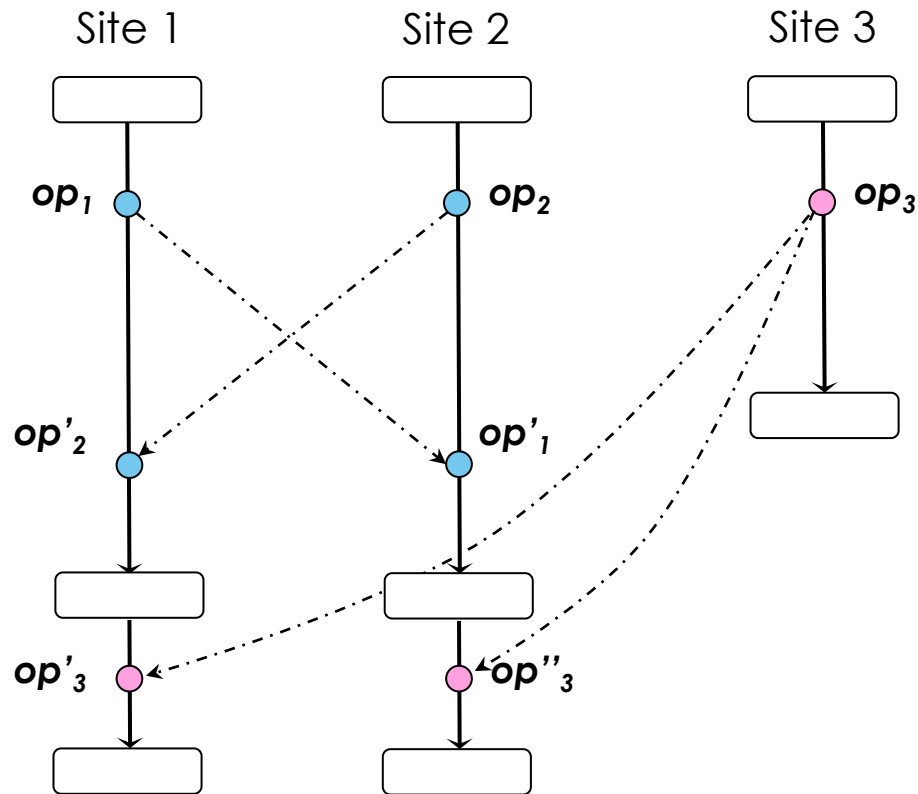 Site 1 Site 2 Site 3
op₁ op₂ op₃
op'₂ op'₁
op'₃ op''₃